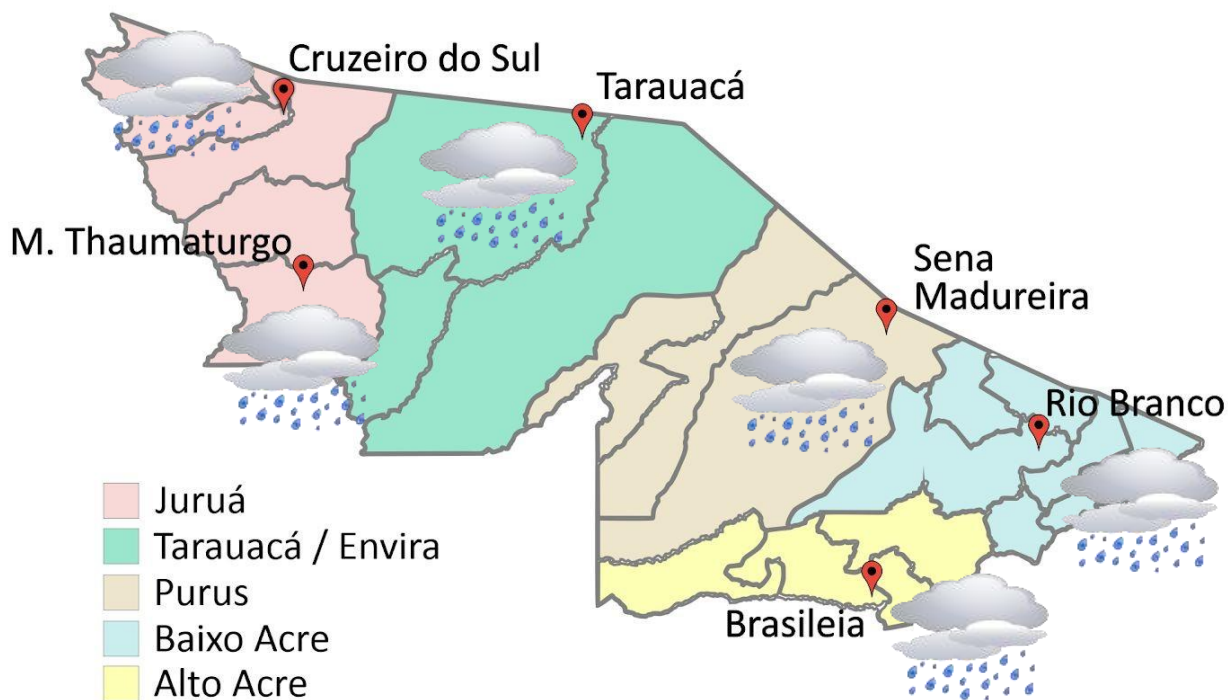 Cruzeiro do Sul
Tarauacá
M. Thaumaturgo
Sena
Madureira
Rio Branco
Brasileia
Juruá
Tarauacá / Envira
Purus
Baixo Acre
Alto Acre